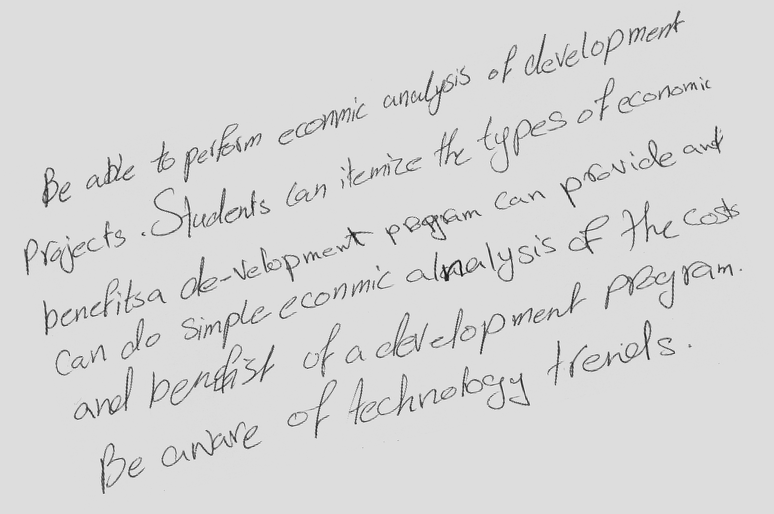 Be able to perform econmic analysis of development
Projects. Students can itemize the types of economic
benefitsa de-velopment program can provide and
can do simple econmic alnalysis of the costs
and benefist of a development program.
Be aware of technology trends.